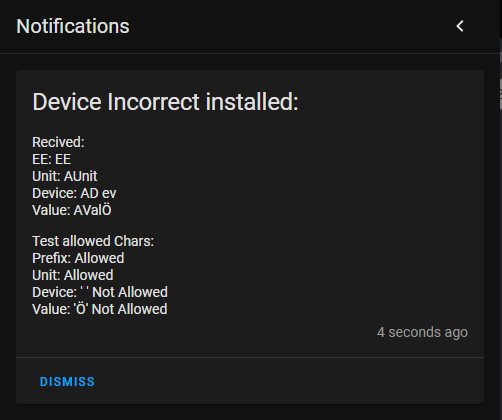 Notifications
Device Incorrect installed:
Recived:
EE: EE
Unit: AUnit
Device: AD ev
Value: AValÖ
Test allowed Chars:
Prefix: Allowed
Unit: Allowed
Device: ' ' Not Allowed
Value: 'Ö' Not Allowed
4 seconds ago
DISMISS